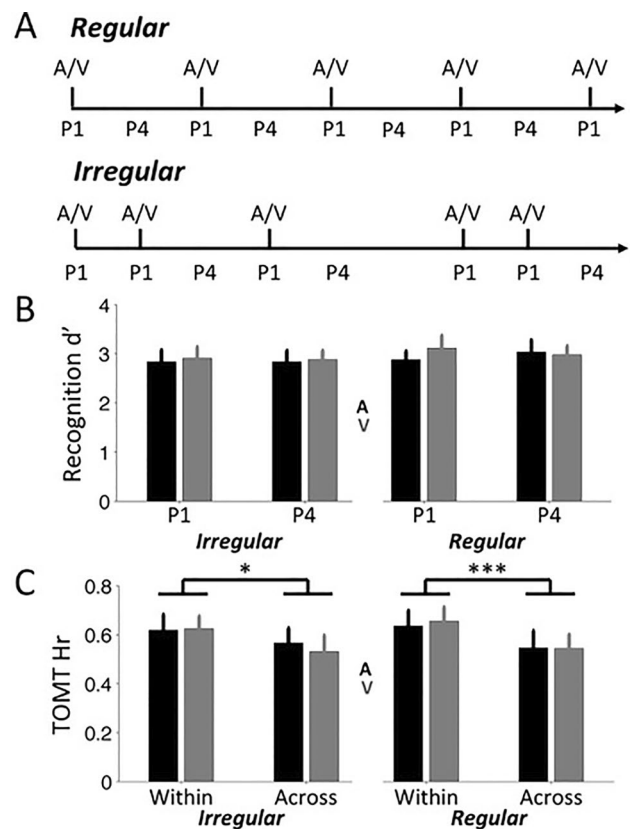 A
Regular
A/V A/V A/V A/V A/V
P1 P4 P1 P4 P1 P4 P1 P4 P1
Irregular
A/V A/V A/V A/V A/V
P1 P1 P4 P1 P4 P1 P1 P4
B
Recognition d’
4
3
2
1
0
A
V
P1 P4 P1 P4
Irregular Regular
C
TOMT Hr
0.8
0.6
0.4
0.2
0
* ***
A
V
Within Across Within Across
Irregular Regular